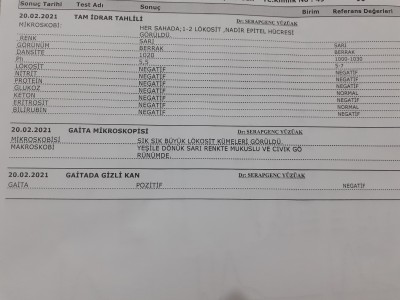 Sonuç Tarihi Test Adı Sonuç Birim Referans Değerleri
20.02.2021 TAM İDRAR TAHLİLİ Dr. SERAPGENÇ YÜZÜAK
MİKROSKOBİ: HER SAHADA;1-2 LÖKOSİT ,NADİR EPİTEL HÜCRESİ
GÖRÜLDÜ.
RENK SARI SARI
GÖRÜNÜM BERRAK BERRAK
DANSİTE 1020 1000-1030
Ph 5,5 5-7
LÖKOSİT NEGATİF NEGATİF
NİTRİT NEGATİF NEGATİF
PROTEİN NEGATİF NEGATİF
GLUKOZ NEGATİF NORMAL
KETON NEGATİF NEGATİF
ERİTROSİT NEGATİF NORMAL
BİLİRUBİN NEGATİF NEGATİF
20.02.2021 GAİTA MİKROSKOPİSİ Dr. SERAPGENÇ YÜZÜAK
MİKROSKOBİSİ SIK SIK BÜYÜK LÖKOSİT KÜMELERİ GÖRÜLDÜ.
MAKROSKOBİ YEŞİLE DÖNÜK SARI RENKTE MUKUSLU VE CIVIK GÖ
RÜNÜMDE.
20.02.2021 GAİTADA GİZLİ KAN Dr. SERAPGENÇ YÜZÜAK
GAİTA POZİTİF NEGATİF